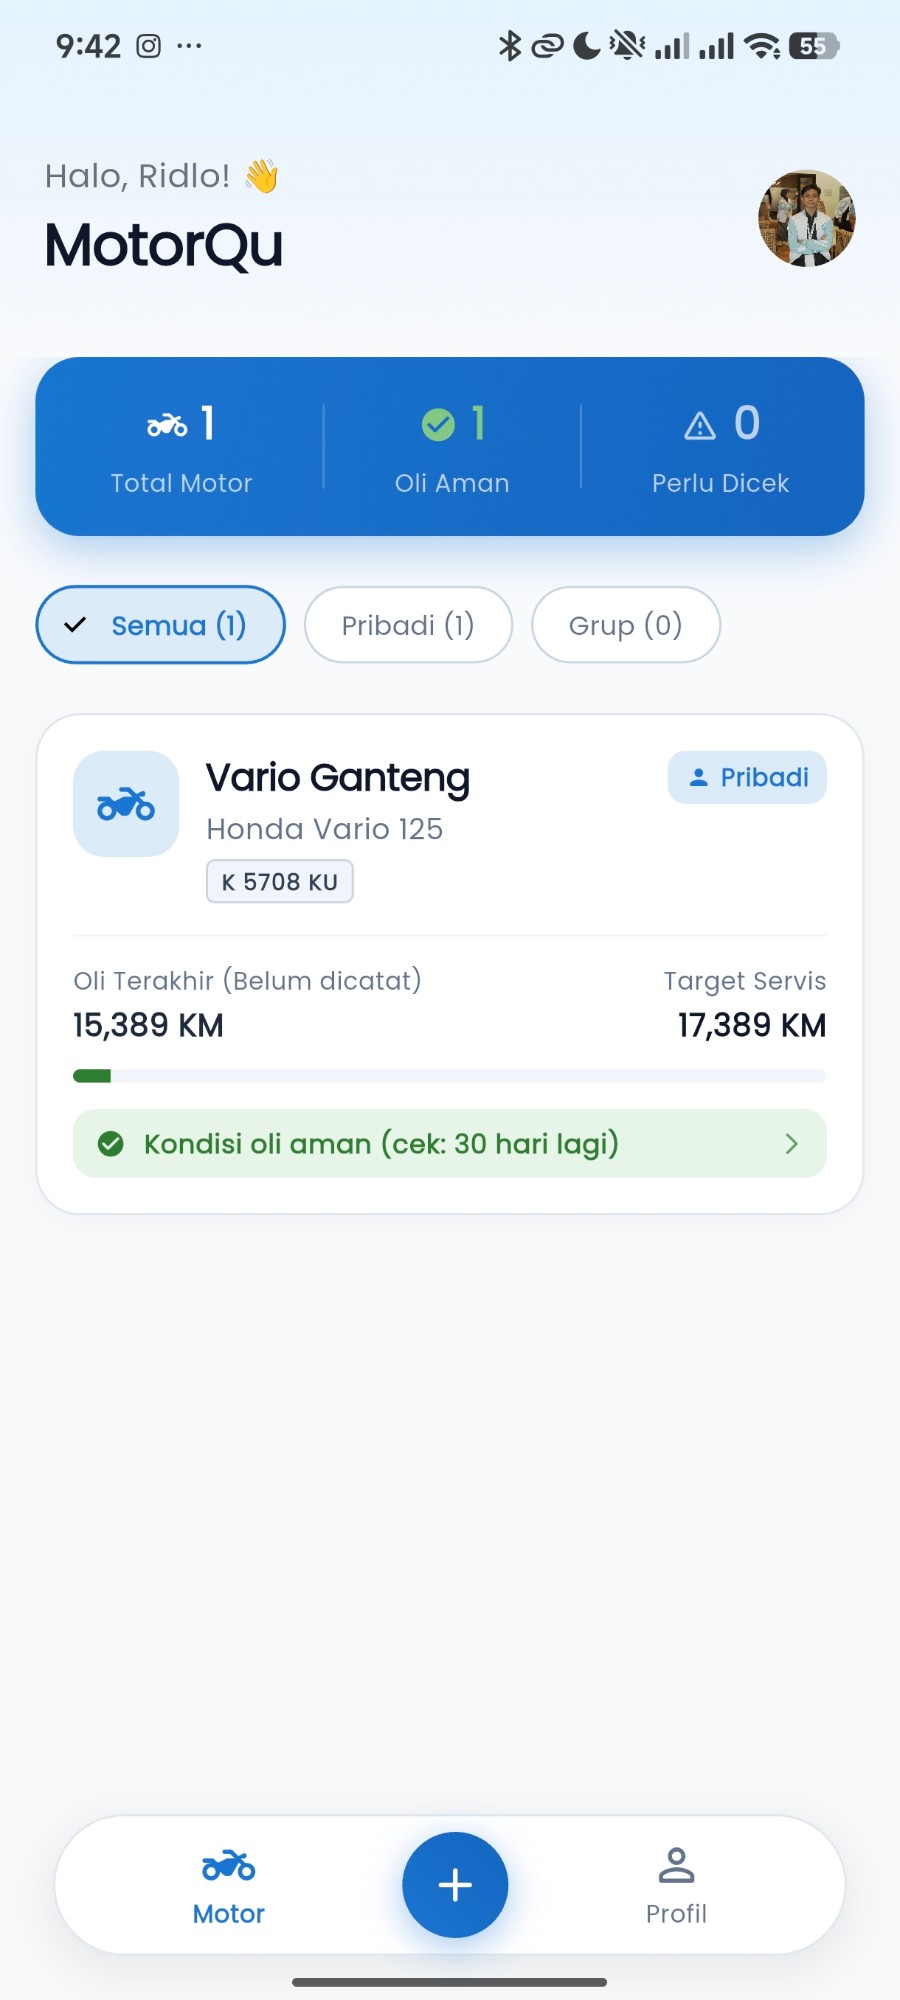 9:42
55
Halo, Ridlo! 👋
MotorQu
1
1
0
Total Motor
Oli Aman
Perlu Dicek
Semua (1)
Pribadi (1)
Grup (0)
Vario Ganteng
Pribadi
Honda Vario 125
K 5708 KU
Oli Terakhir (Belum dicatat)
Target Servis
15,389 KM
17,389 KM
Kondisi oli aman (cek: 30 hari lagi)
Motor
Profil